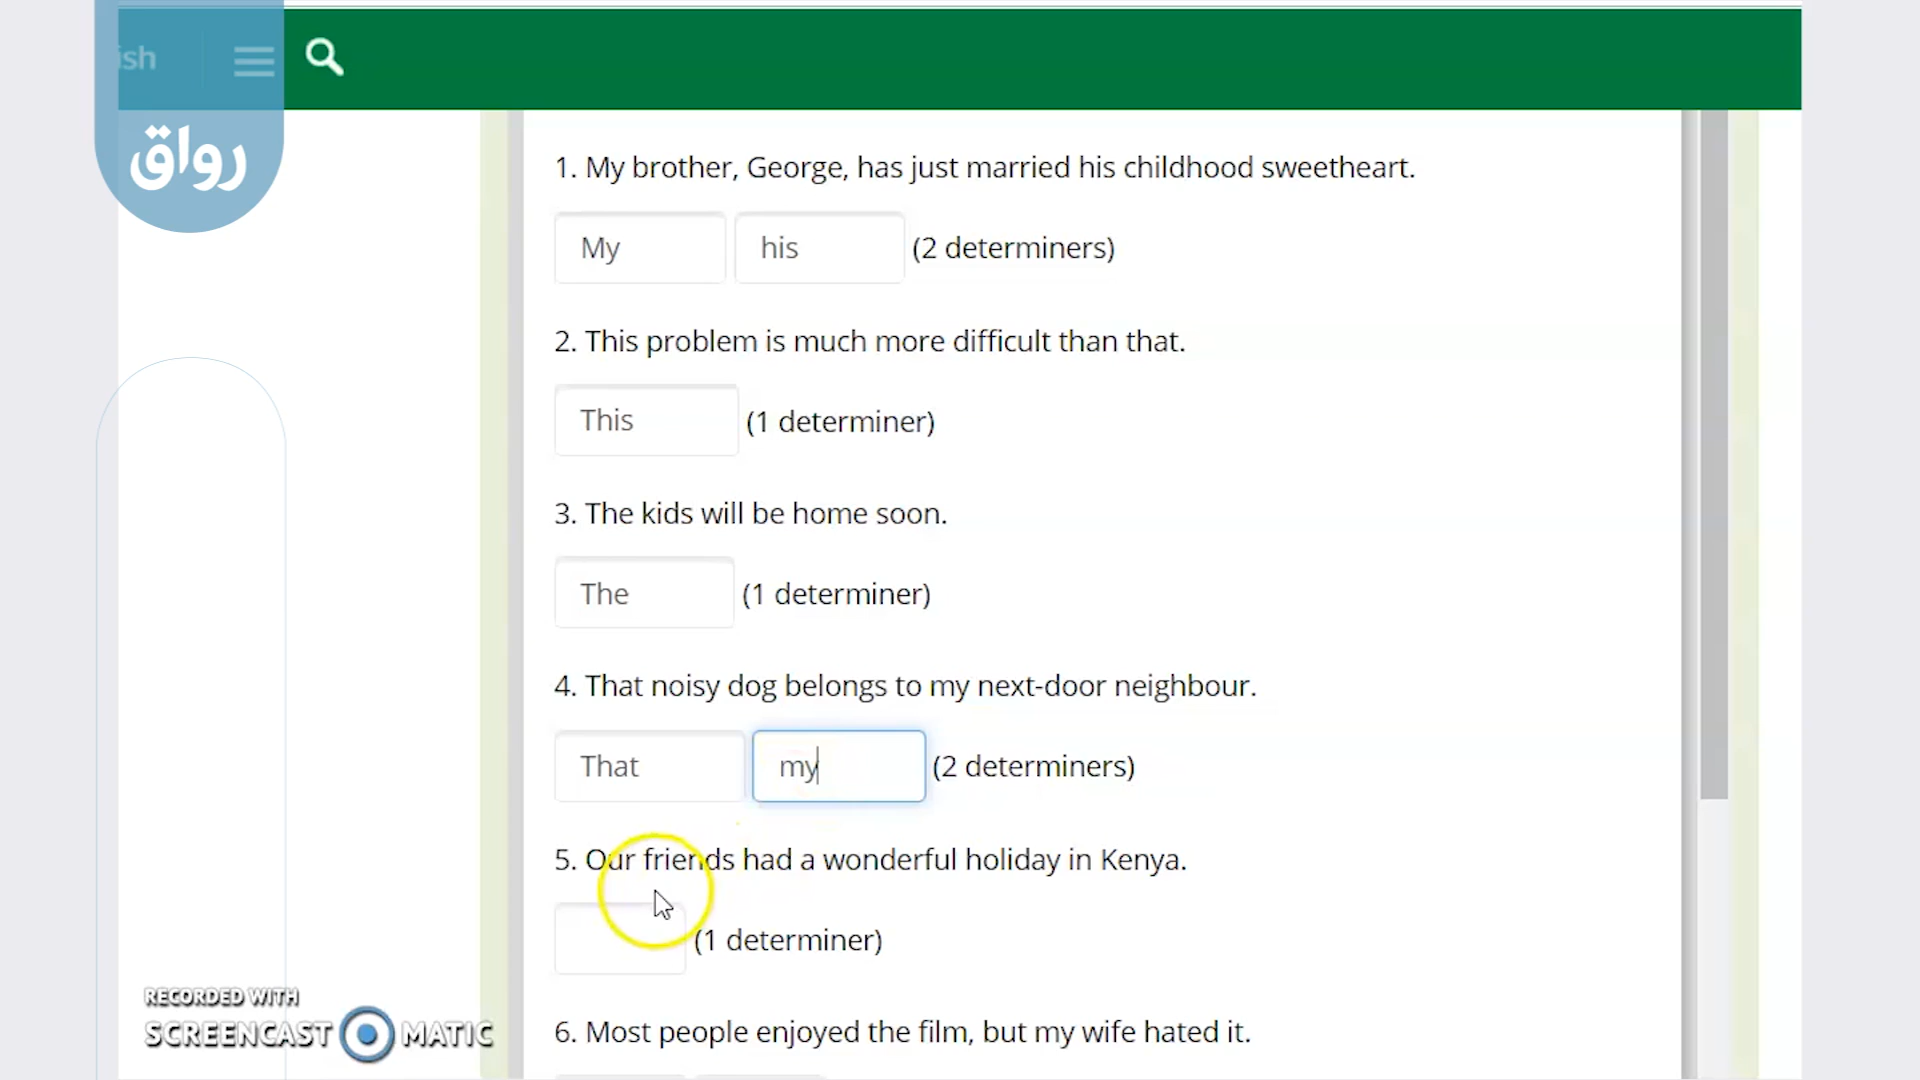 ish
رواق
1. My brother, George, has just married his childhood sweetheart.
My his (2 determiners)
2. This problem is much more difficult than that.
This (1 determiner)
3. The kids will be home soon.
The (1 determiner)
4. That noisy dog belongs to my next-door neighbour.
That my (2 determiners)
5. Our friends had a wonderful holiday in Kenya.
(1 determiner)
6. Most people enjoyed the film, but my wife hated it.
RECORDED WITH
SCREENCAST MATIC